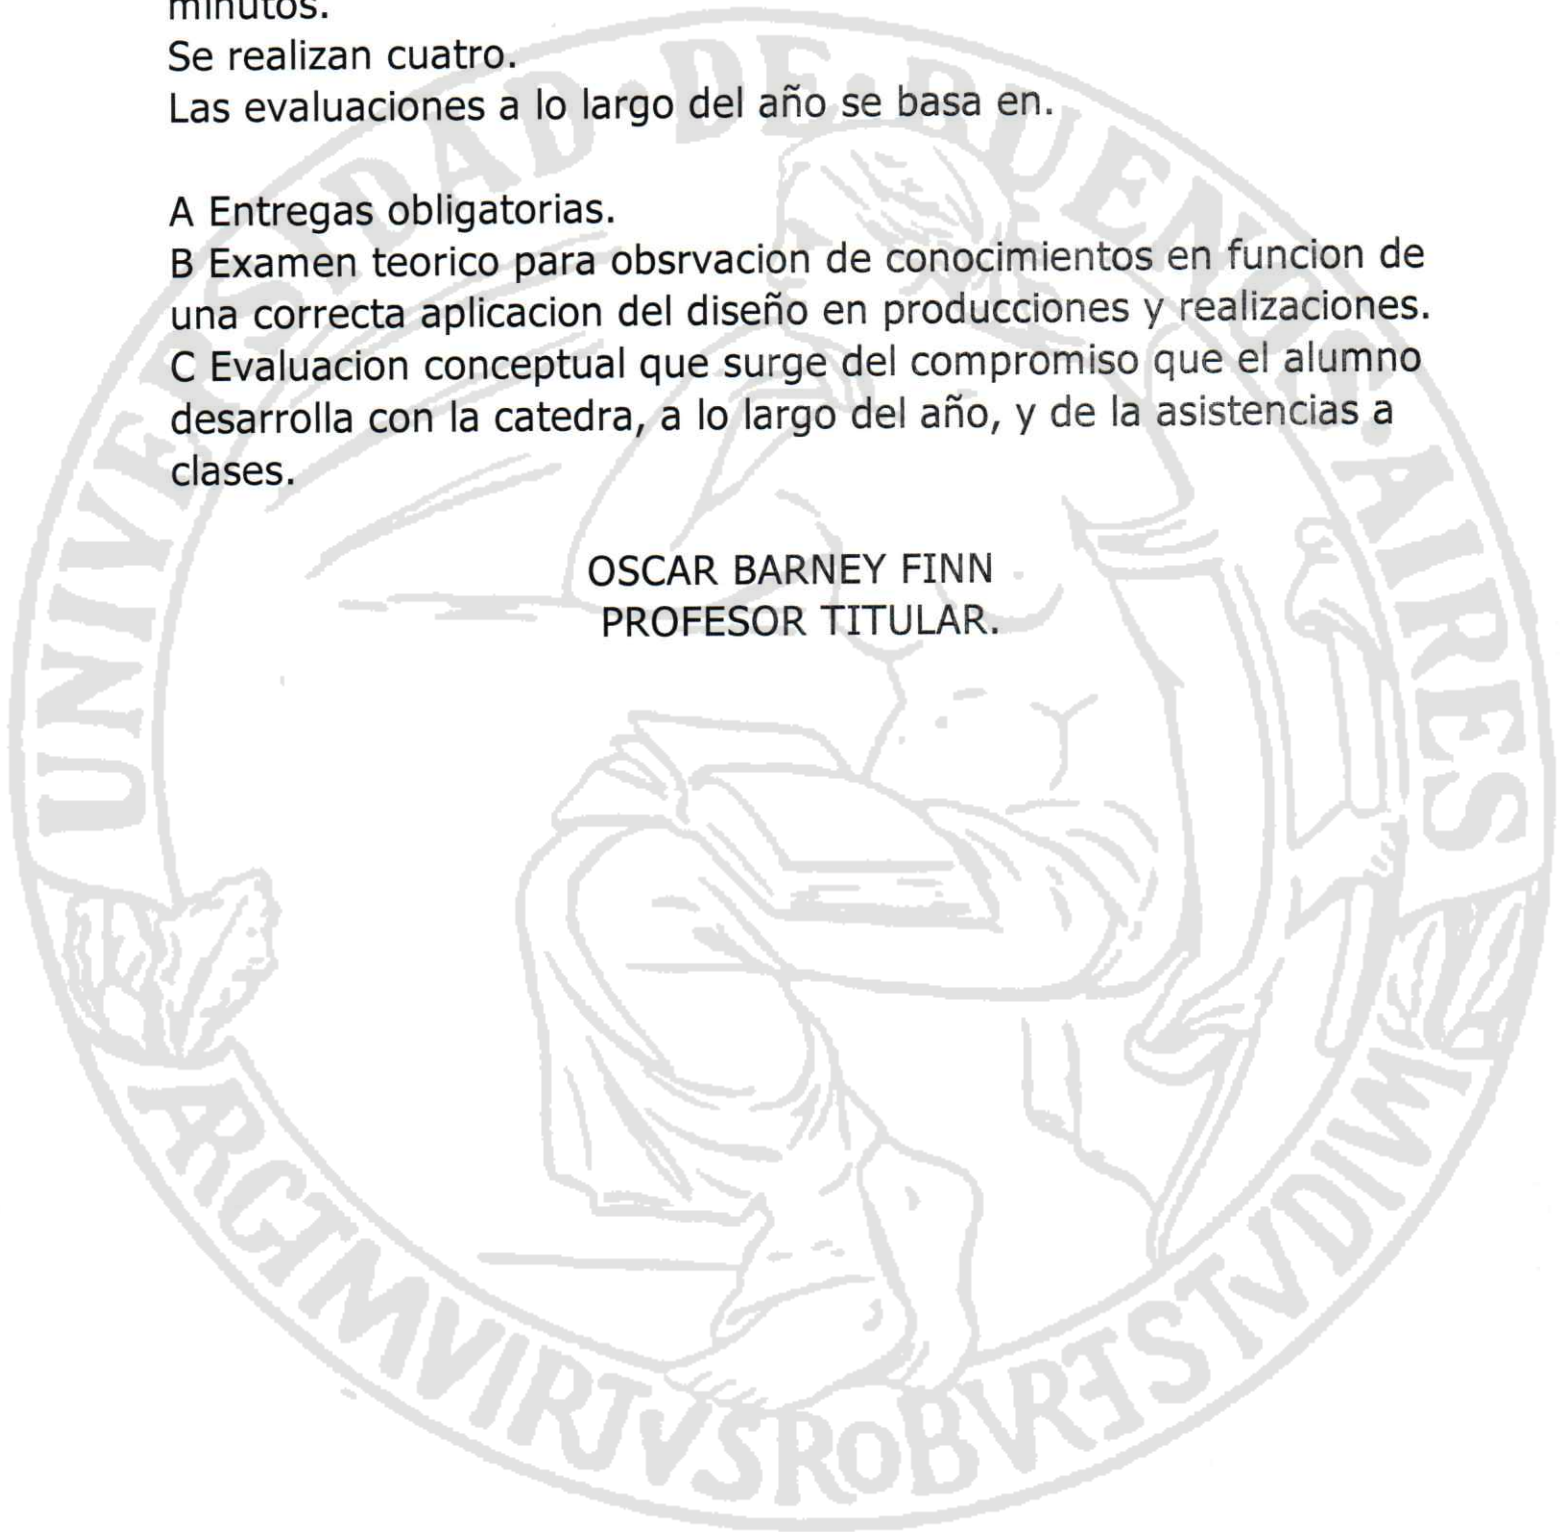 minutos.
Se realizan cuatro.
Las evaluaciones a lo largo del año se basa en.
A Entregas obligatorias.
B Examen teorico para obsrvacion de conocimientos en funcion de
una correcta aplicacion del diseño en producciones y realizaciones.
C Evaluacion conceptual que surge del compromiso que el alumno
desarrolla con la catedra, a lo largo del año, y de la asistencias a
clases.
OSCAR BARNEY FINN
PROFESOR TITULAR.
UNIVERSIDAD·DE·BUENOS·AIRES
ARGTMVIRTVSROBVRETSTVDIVM